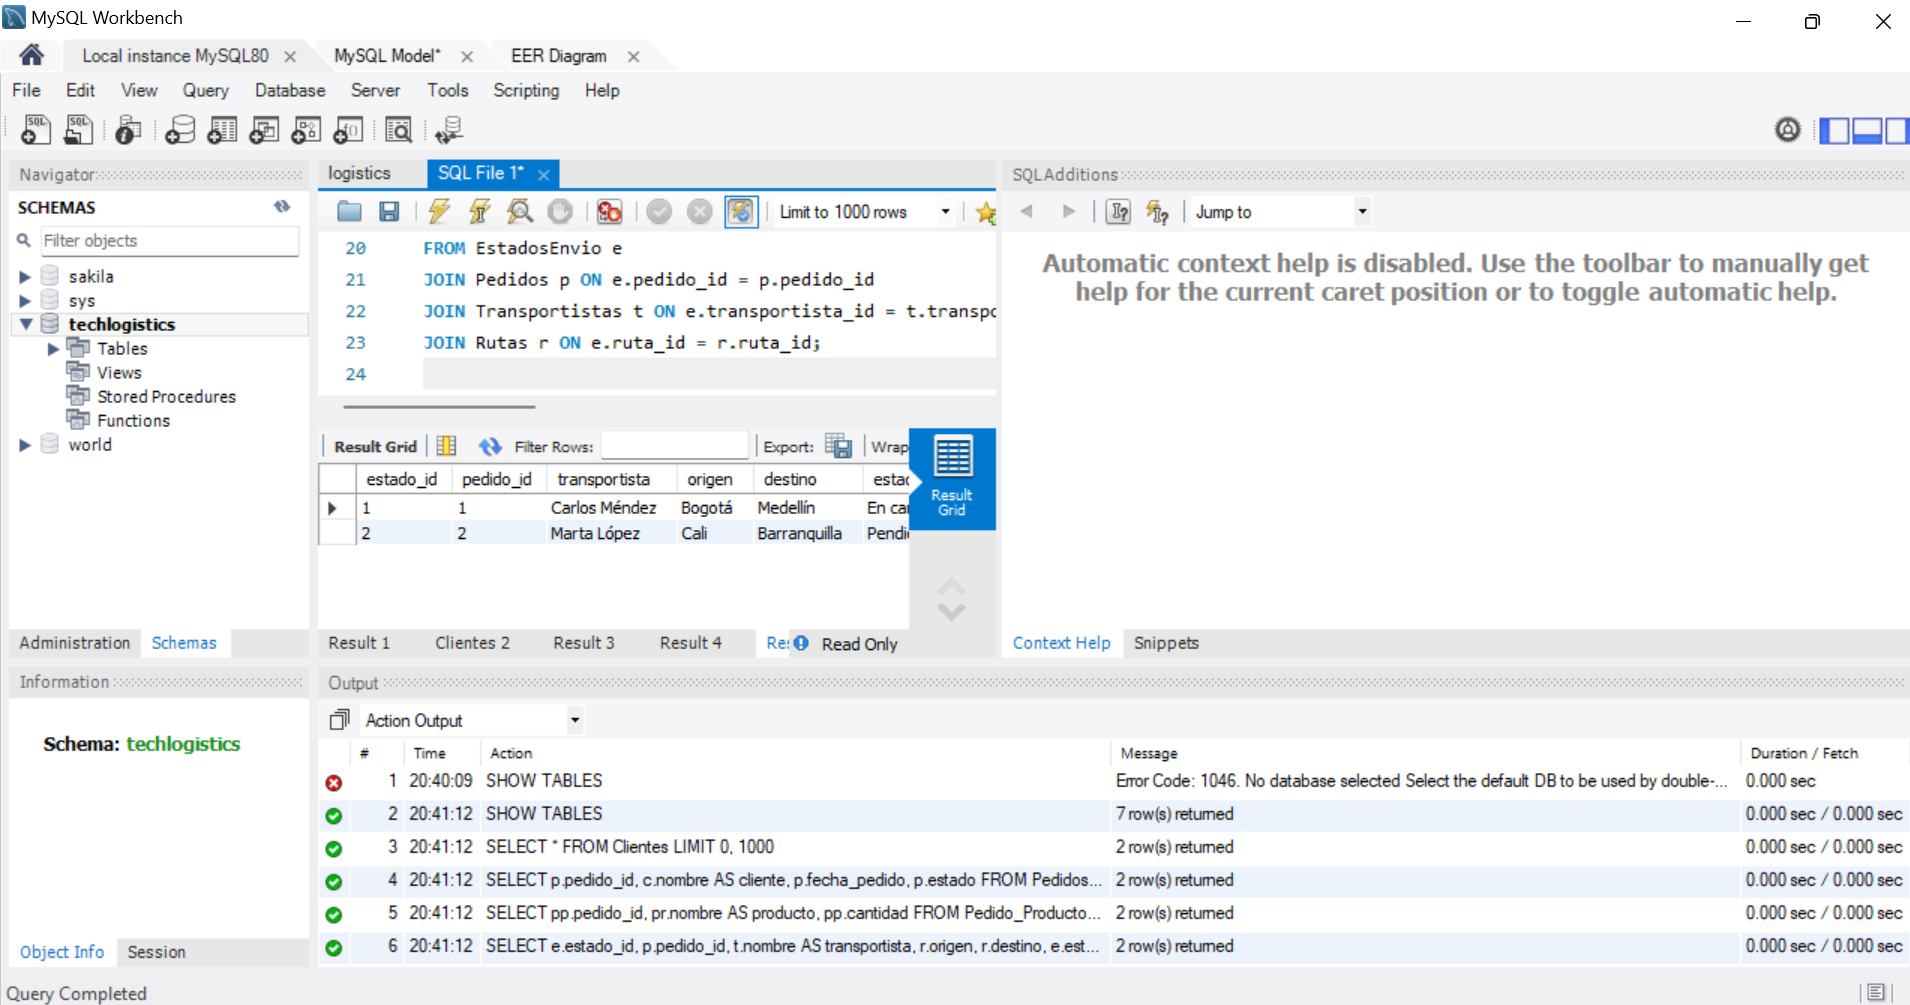 MySQL Workbench
Local instance MySQL80
MySQL Model*
EER Diagram
File Edit View Query Database Server Tools Scripting Help
Navigator
SCHEMAS
Filter objects
sakila
sys
techlogistics
Tables
Views
Stored Procedures
Functions
world
Administration Schemas
Information
Schema: techlogistics
Object Info Session
logistics
SQL File 1*
Limit to 1000 rows
20 FROM EstadosEnvio e
21 JOIN Pedidos p ON e.pedido_id = p.pedido_id
22 JOIN Transportistas t ON e.transportista_id = t.transpo
23 JOIN Rutas r ON e.ruta_id = r.ruta_id;
24
Result Grid Filter Rows: Export: Wrap
estado_id pedido_id transportista origen destino estad
1 1 Carlos Méndez Bogotá Medellín En ca
2 2 Marta López Cali Barranquilla Pendi
Result
Grid
Result 1 Clientes 2 Result 3 Result 4 Res Read Only
SQLAdditions
Jump to
Automatic context help is disabled. Use the toolbar to manually get
help for the current caret position or to toggle automatic help.
Context Help Snippets
Output
Action Output
# Time Action Message Duration / Fetch
1 20:40:09 SHOW TABLES Error Code: 1046. No database selected Select the default DB to be used by double-... 0.000 sec
2 20:41:12 SHOW TABLES 7 row(s) returned 0.000 sec / 0.000 sec
3 20:41:12 SELECT * FROM Clientes LIMIT 0, 1000 2 row(s) returned 0.000 sec / 0.000 sec
4 20:41:12 SELECT p.pedido_id, c.nombre AS cliente, p.fecha_pedido, p.estado FROM Pedidos... 2 row(s) returned 0.000 sec / 0.000 sec
5 20:41:12 SELECT pp.pedido_id, pr.nombre AS producto, pp.cantidad FROM Pedido_Producto... 2 row(s) returned 0.000 sec / 0.000 sec
6 20:41:12 SELECT e.estado_id, p.pedido_id, t.nombre AS transportista, r.origen, r.destino, e.est... 2 row(s) returned 0.000 sec / 0.000 sec
Query Completed